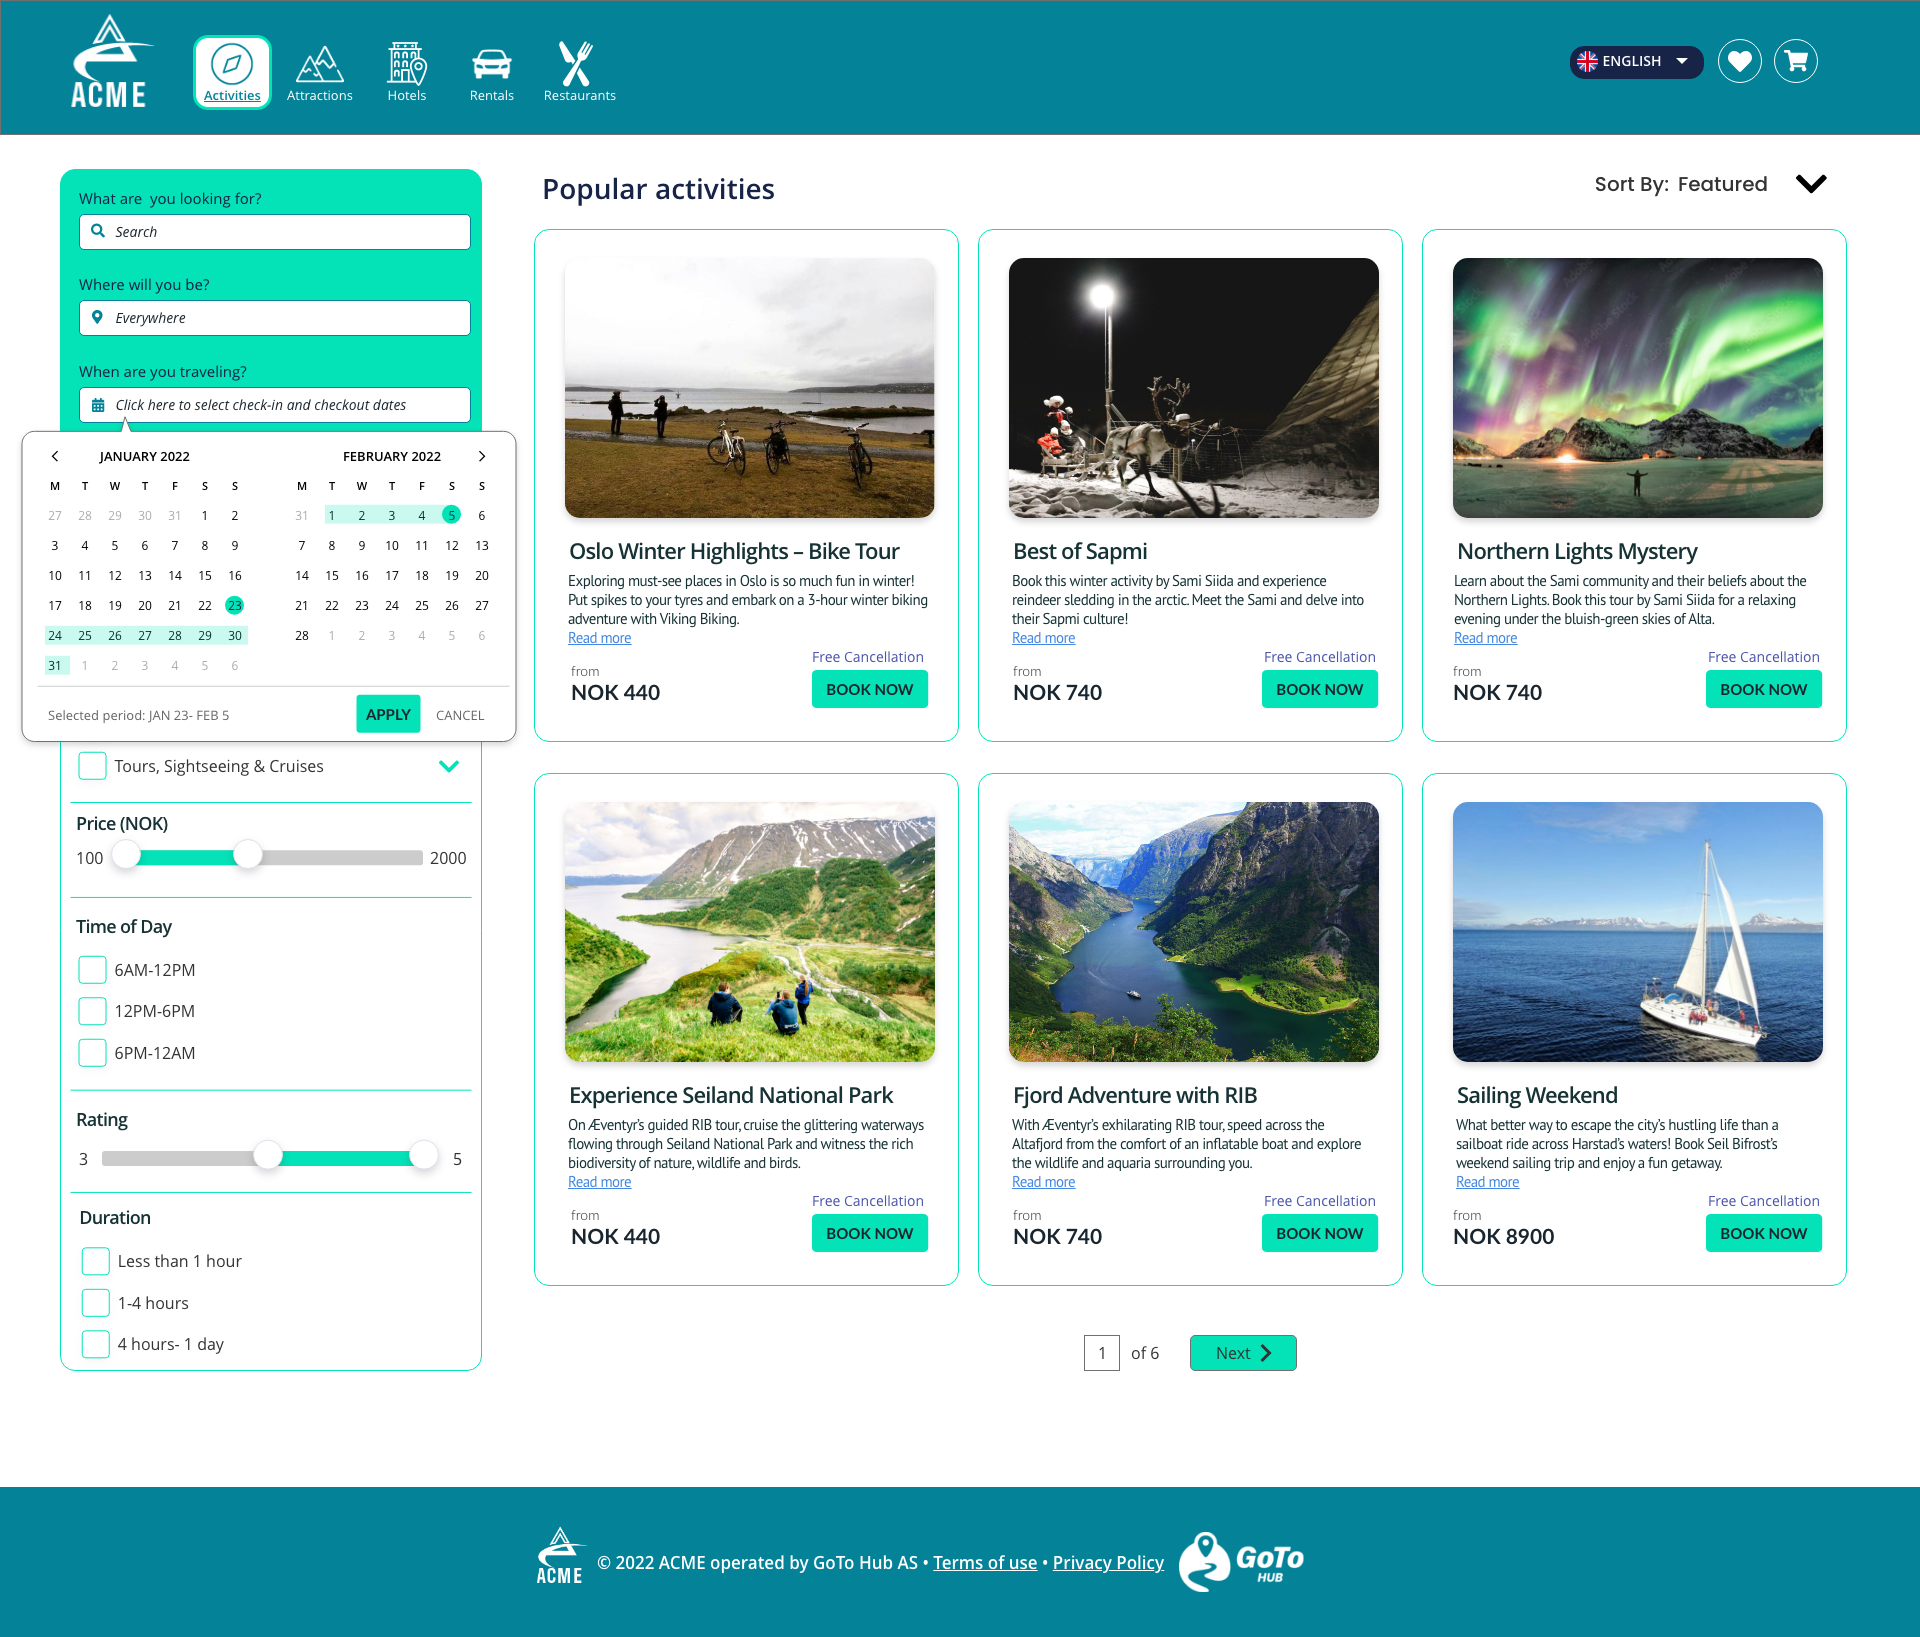 ACME
Activities
Attractions
Hotels
Rentals
Restaurants
ENGLISH
What are you looking for?
Search
Where will you be?
Everywhere
When are you traveling?
Click here to select check-in and checkout dates
JANUARY 2022
M T W T F S S
27 28 29 30 31 1 2
3 4 5 6 7 8 9
10 11 12 13 14 15 16
17 18 19 20 21 22 23
24 25 26 27 28 29 30
31 1 2 3 4 5 6
FEBRUARY 2022
M T W T F S S
31 1 2 3 4 5 6
7 8 9 10 11 12 13
14 15 16 17 18 19 20
21 22 23 24 25 26 27
28 1 2 3 4 5 6
Selected period: JAN 23- FEB 5
APPLY
CANCEL
Tours, Sightseeing & Cruises
Price (NOK)
100
2000
Time of Day
6AM-12PM
12PM-6PM
6PM-12AM
Rating
3
5
Duration
Less than 1 hour
1-4 hours
4 hours- 1 day
Popular activities
Sort By: Featured
Oslo Winter Highlights – Bike Tour
Exploring must-see places in Oslo is so much fun in winter!
Put spikes to your tyres and embark on a 3-hour winter biking
adventure with Viking Biking.
Read more
Free Cancellation
from
NOK 440
BOOK NOW
Best of Sapmi
Book this winter activity by Sami Siida and experience
reindeer sledding in the arctic. Meet the Sami and delve into
their Sapmi culture!
Read more
Free Cancellation
from
NOK 740
BOOK NOW
Northern Lights Mystery
Learn about the Sami community and their beliefs about the
Northern Lights. Book this tour by Sami Siida for a relaxing
evening under the bluish-green skies of Alta.
Read more
Free Cancellation
from
NOK 740
BOOK NOW
Experience Seiland National Park
On Æventyr's guided RIB tour, cruise the glittering waterways
flowing through Seiland National Park and witness the rich
biodiversity of nature, wildlife and birds.
Read more
Free Cancellation
from
NOK 440
BOOK NOW
Fjord Adventure with RIB
With Æventyr's exhilarating RIB tour, speed across the
Altafjord from the comfort of an inflatable boat and explore
the wildlife and aquaria surrounding you.
Read more
Free Cancellation
from
NOK 740
BOOK NOW
Sailing Weekend
What better way to escape the city's hustling life than a
sailboat ride across Harstad's waters! Book Seil Bifrost's
weekend sailing trip and enjoy a fun getaway.
Read more
Free Cancellation
from
NOK 8900
BOOK NOW
1 of 6
Next
ACME
© 2022 ACME operated by GoTo Hub AS • Terms of use • Privacy Policy
GoTo
HUB